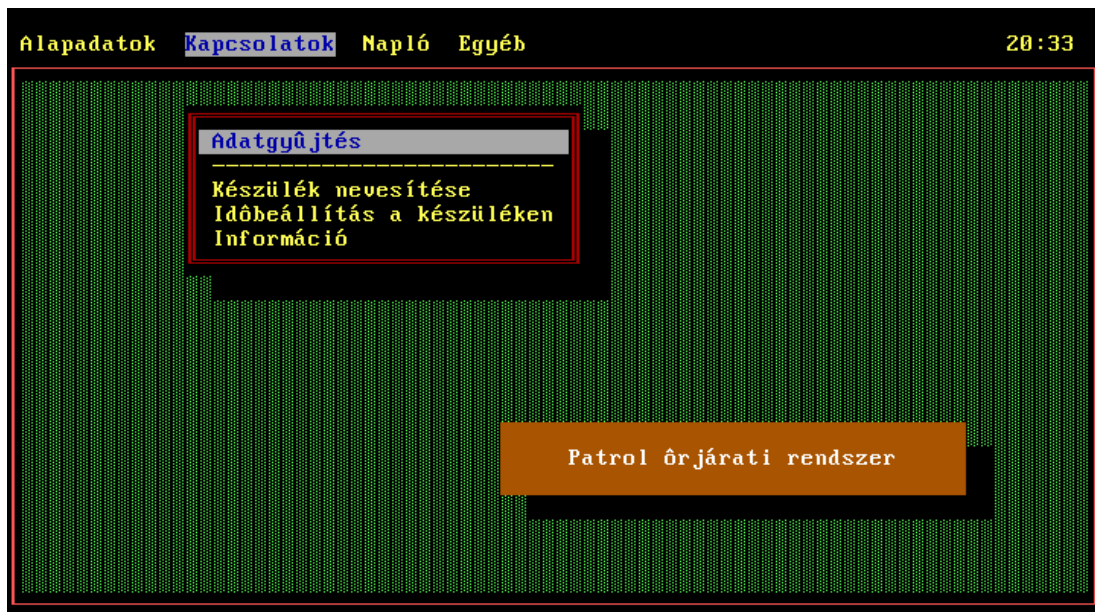 Alapadatok Kapcsolatok Napló Egyéb 20:33
Adatgyûjtés
Készülék nevesítése
Idôbeállítás a készüléken
Információ
Patrol ôrjárati rendszer